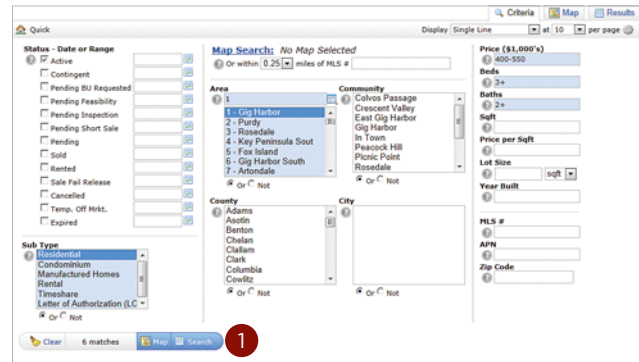 Criteria Map Results
Quick Display Single Line at 10 per page
Status - Date or Range
Active
Contingent
Pending BU Requested
Pending Feasibility
Pending Inspection
Pending Short Sale
Pending
Sold
Rented
Sale Fail Release
Cancelled
Temp. Off Mrkt.
Expired
Sub Type
Residential
Condominium
Manufactured Homes
Rental
Timeshare
Letter of Authorization (LO
Or Not
Map Search: No Map Selected
Or within 0.25 miles of MLS #
Area
1
1 - Gig Harbor
2 - Purdy
3 - Rosedale
4 - Key Peninsula Sout
5 - Fox Island
6 - Gig Harbor South
7 - Artondale
Or Not
Community
Colvos Passage
Crescent Valley
East Gig Harbor
Gig Harbor
In Town
Peacock Hill
Picnic Point
Rosedale
Or Not
County
Adams
Asotin
Benton
Chelan
Clallam
Clark
Columbia
Cowlitz
Or Not
City
Or Not
Price ($1,000's)
400-550
Beds
3+
Baths
2+
Sqft
Price per Sqft
Lot Size
sqft
Year Built
MLS #
APN
Zip Code
Clear 6 matches Map Search 1